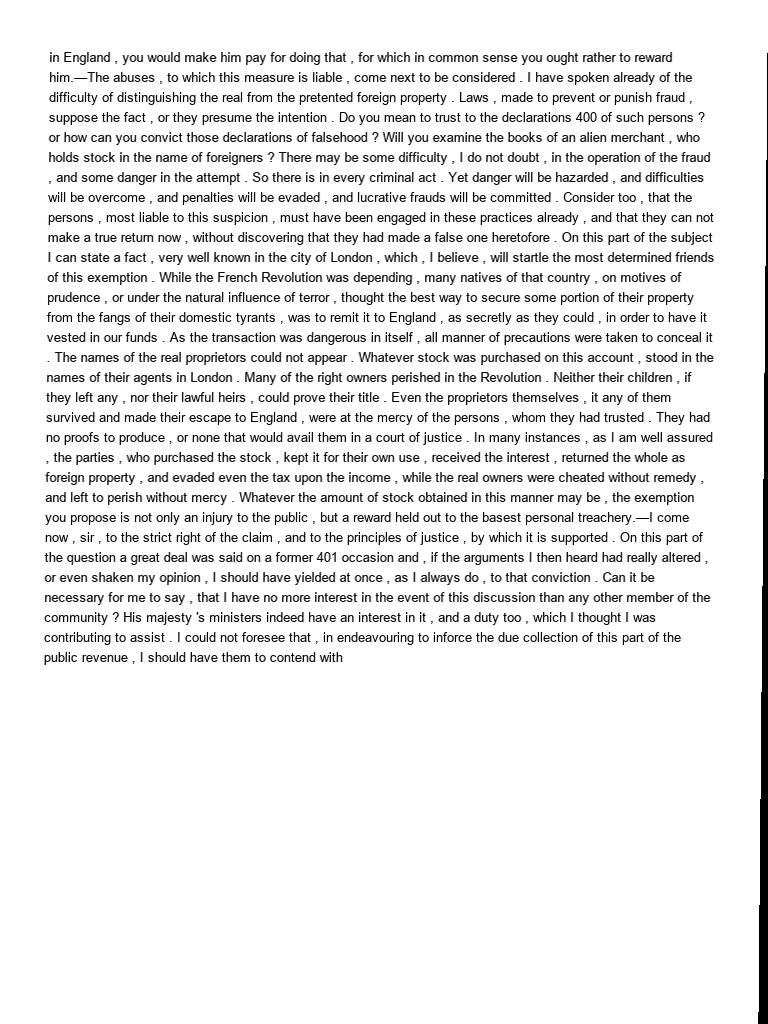 in England , you would make him pay for doing that , for which in common sense you ought rather to reward
him.—The abuses , to which this measure is liable , come next to be considered . I have spoken already of the
difficulty of distinguishing the real from the pretented foreign property . Laws , made to prevent or punish fraud ,
suppose the fact , or they presume the intention . Do you mean to trust to the declarations 400 of such persons ?
or how can you convict those declarations of falsehood ? Will you examine the books of an alien merchant , who
holds stock in the name of foreigners ? There may be some difficulty , I do not doubt , in the operation of the fraud
, and some danger in the attempt . So there is in every criminal act . Yet danger will be hazarded , and difficulties
will be overcome , and penalties will be evaded , and lucrative frauds will be committed . Consider too , that the
persons , most liable to this suspicion , must have been engaged in these practices already , and that they can not
make a true return now , without discovering that they had made a false one heretofore . On this part of the subject
I can state a fact , very well known in the city of London , which , I believe , will startle the most determined friends
of this exemption . While the French Revolution was depending , many natives of that country , on motives of
prudence , or under the natural influence of terror , thought the best way to secure some portion of their property
from the fangs of their domestic tyrants , was to remit it to England , as secretly as they could , in order to have it
vested in our funds . As the transaction was dangerous in itself , all manner of precautions were taken to conceal it
. The names of the real proprietors could not appear . Whatever stock was purchased on this account , stood in the
names of their agents in London . Many of the right owners perished in the Revolution . Neither their children , if
they left any , nor their lawful heirs , could prove their title . Even the proprietors themselves , it any of them
survived and made their escape to England , were at the mercy of the persons , whom they had trusted . They had
no proofs to produce , or none that would avail them in a court of justice . In many instances , as I am well assured
, the parties , who purchased the stock , kept it for their own use , received the interest , returned the whole as
foreign property , and evaded even the tax upon the income , while the real owners were cheated without remedy ,
and left to perish without mercy . Whatever the amount of stock obtained in this manner may be , the exemption
you propose is not only an injury to the public , but a reward held out to the basest personal treachery.—I come
now , sir , to the strict right of the claim , and to the principles of justice , by which it is supported . On this part of
the question a great deal was said on a former 401 occasion and , if the arguments I then heard had really altered ,
or even shaken my opinion , I should have yielded at once , as I always do , to that conviction . Can it be
necessary for me to say , that I have no more interest in the event of this discussion than any other member of the
community ? His majesty 's ministers indeed have an interest in it , and a duty too , which I thought I was
contributing to assist . I could not foresee that , in endeavouring to inforce the due collection of this part of the
public revenue , I should have them to contend with